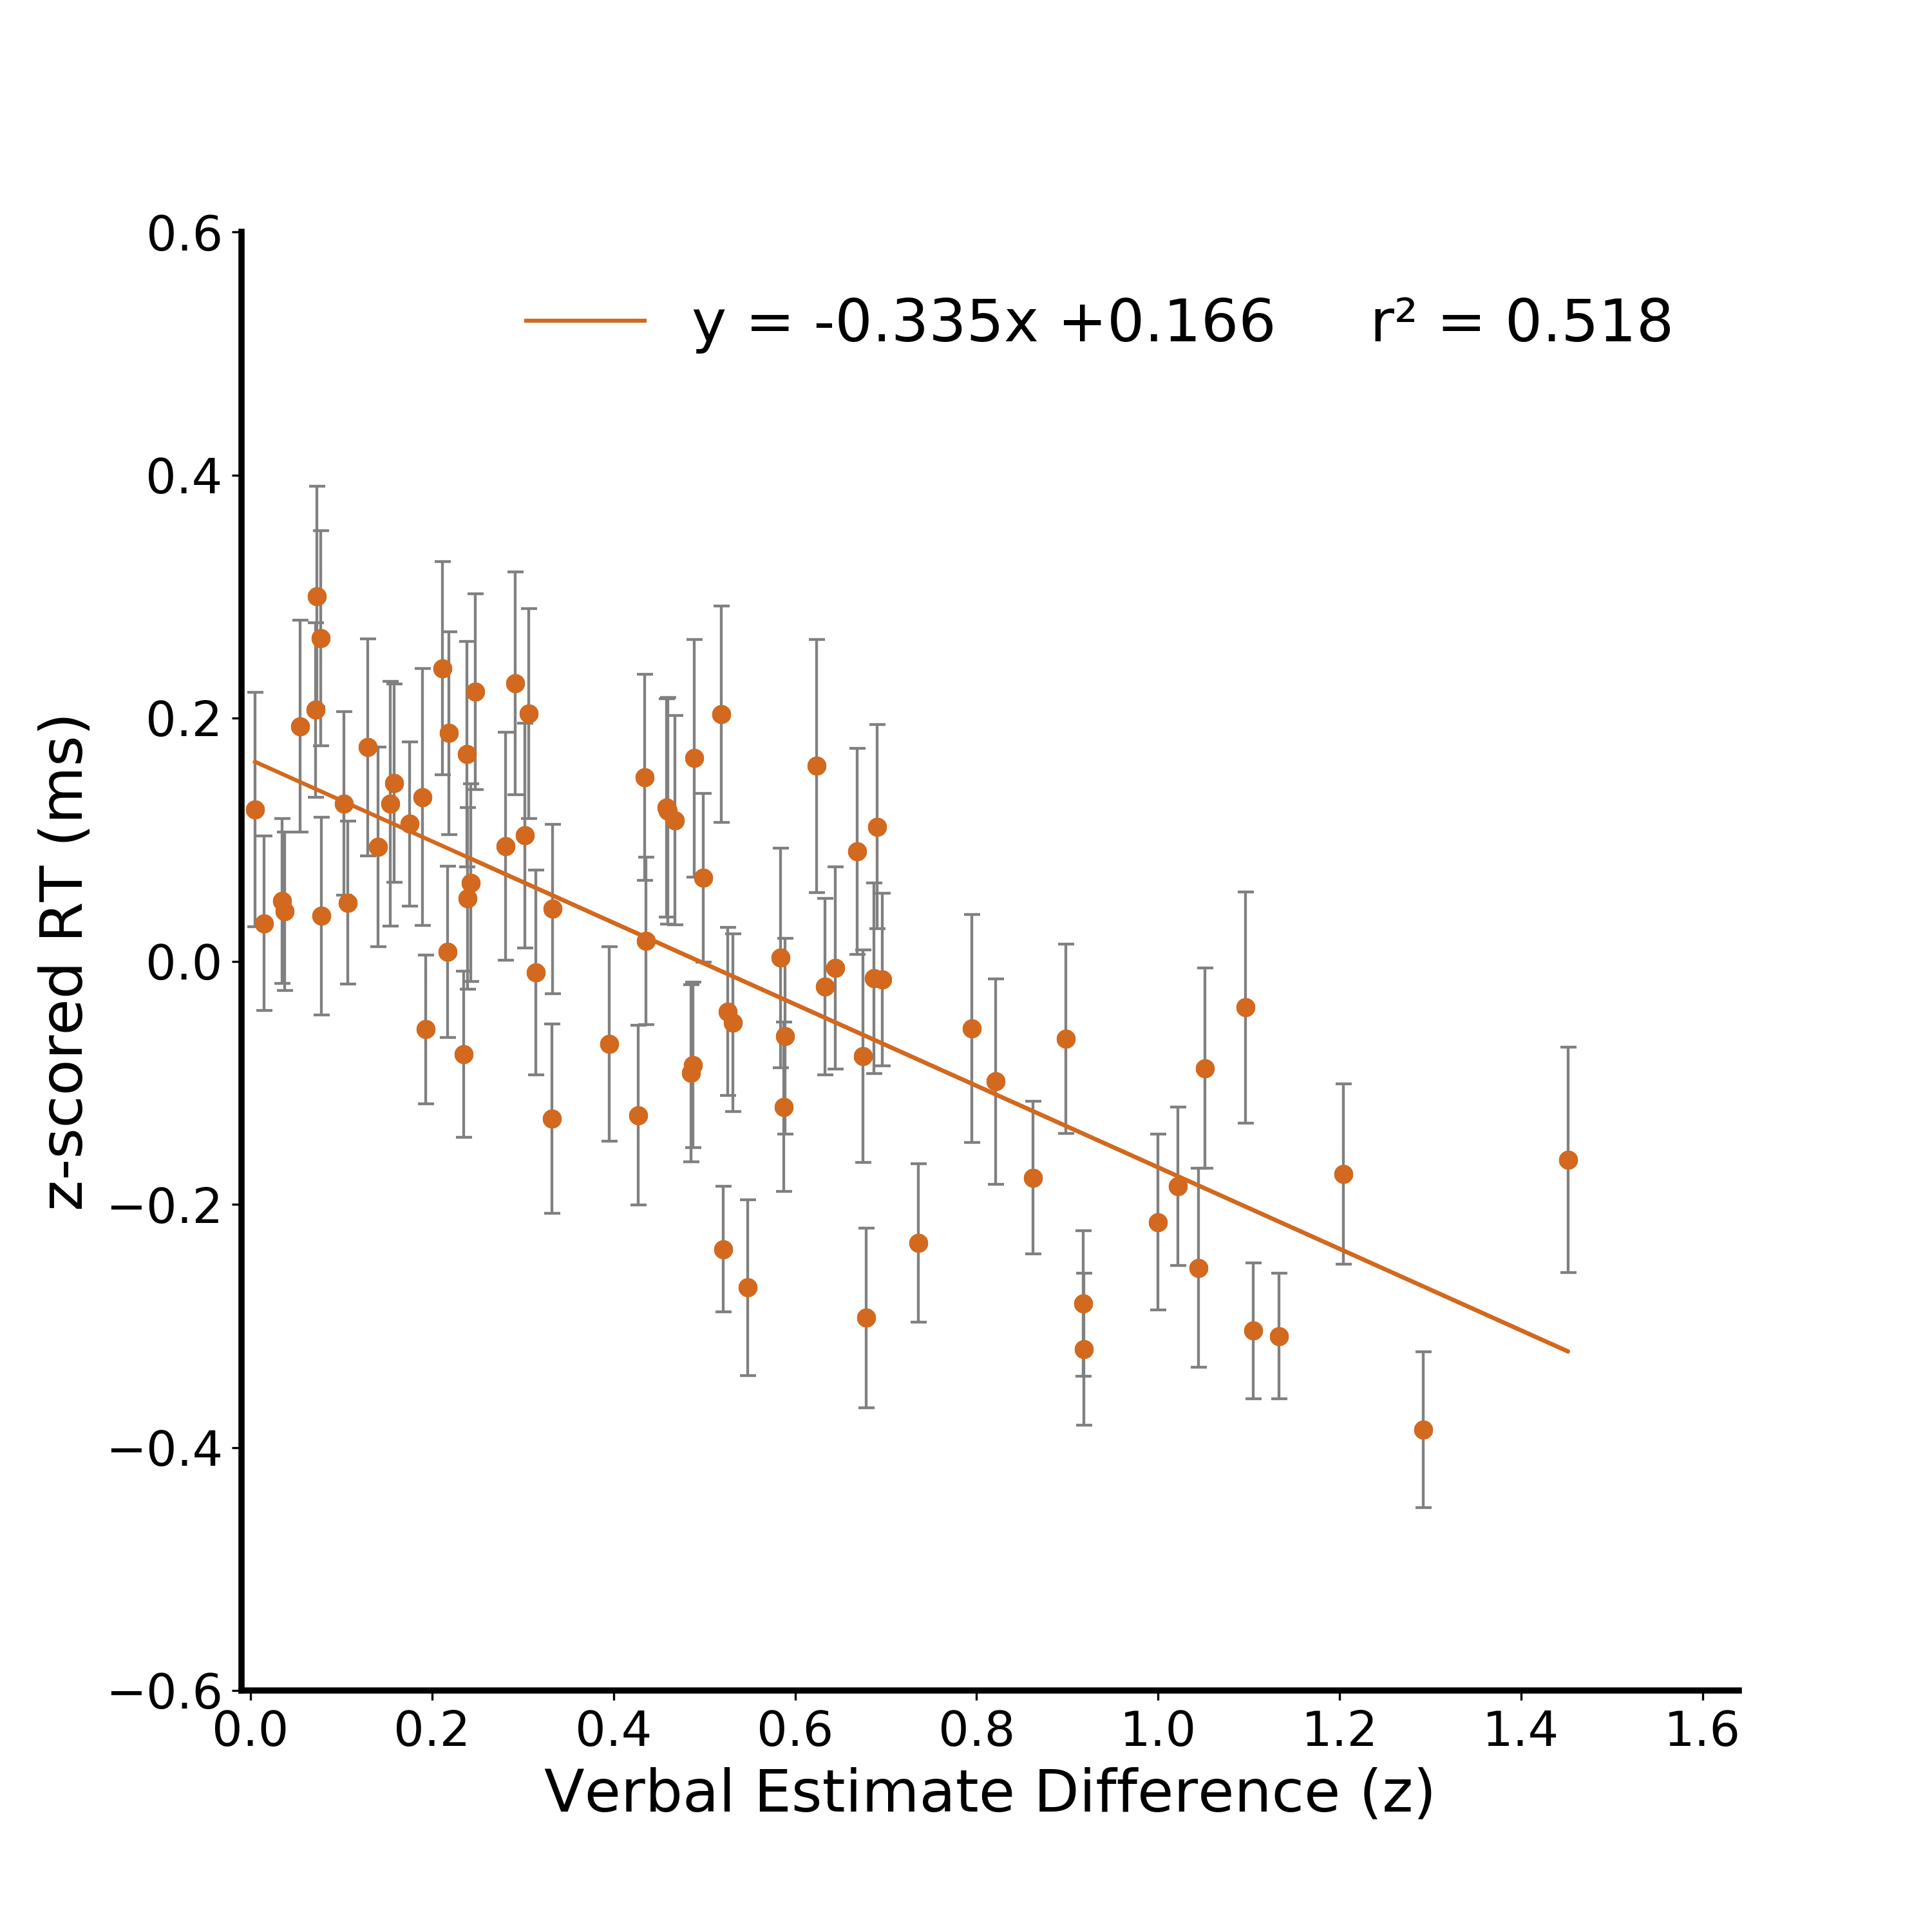 y = -0.335x +0.166 r² = 0.518
z-scored RT (ms)
0.6
0.4
0.2
0.0
−0.2
−0.4
−0.6
0.0 0.2 0.4 0.6 0.8 1.0 1.2 1.4 1.6
Verbal Estimate Difference (z)